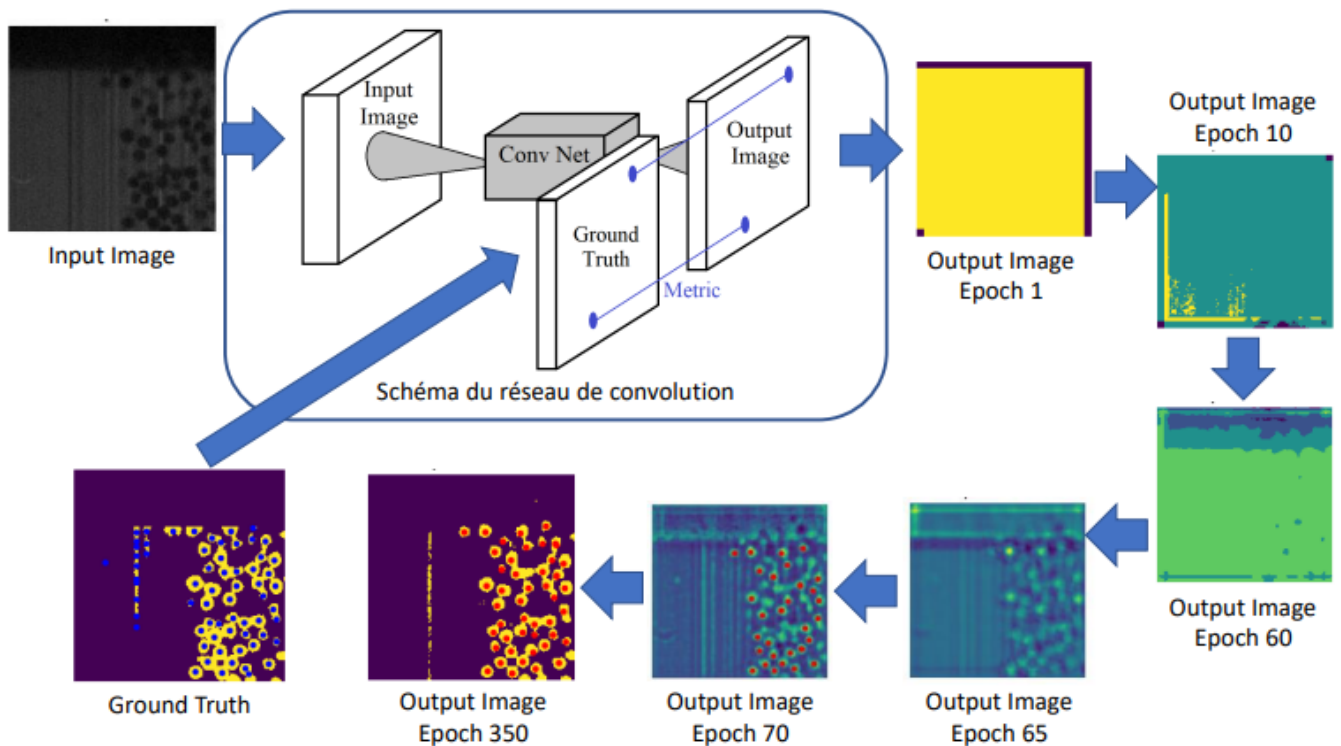 Input Image
Input
Image
Conv Net
Output
Image
Ground
Truth
Metric
Schéma du réseau de convolution
Output Image
Epoch 1
Output Image
Epoch 10
Output Image
Epoch 60
Output Image
Epoch 65
Output Image
Epoch 70
Output Image
Epoch 350
Ground Truth